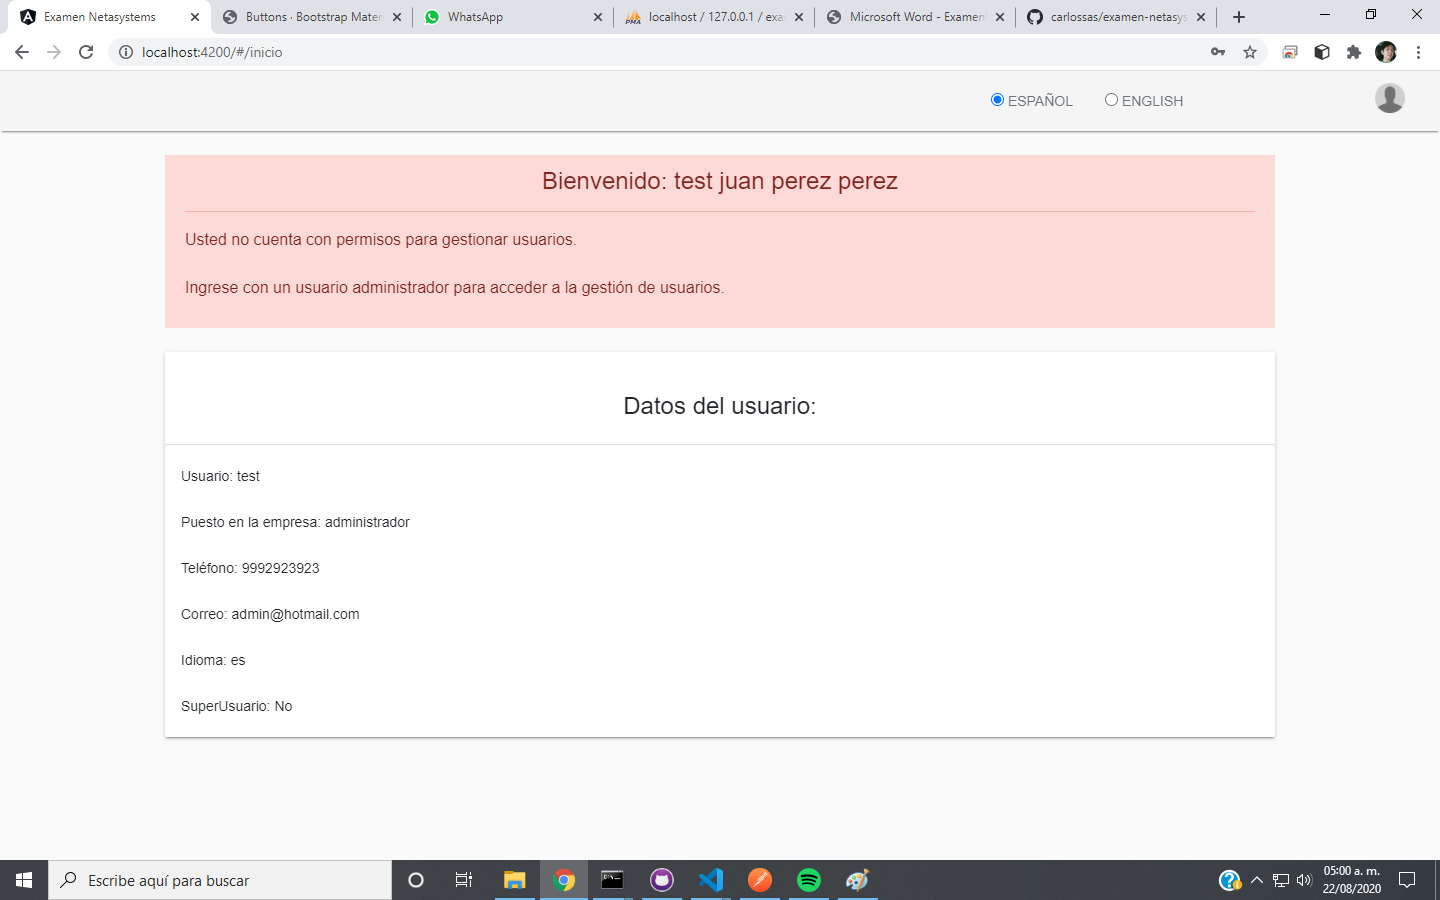 Examen Netasystems
Buttons · Bootstrap Mater
WhatsApp
localhost / 127.0.0.1 / exa
Microsoft Word - Examen
carlossas/examen-netasys
localhost:4200/#/inicio
ESPAÑOL ENGLISH
Bienvenido: test juan perez perez
Usted no cuenta con permisos para gestionar usuarios.
Ingrese con un usuario administrador para acceder a la gestión de usuarios.
Datos del usuario:
Usuario: test
Puesto en la empresa: administrador
Teléfono: 9992923923
Correo: admin@hotmail.com
Idioma: es
SuperUsuario: No
Escribe aquí para buscar
05:00 a. m.
22/08/2020